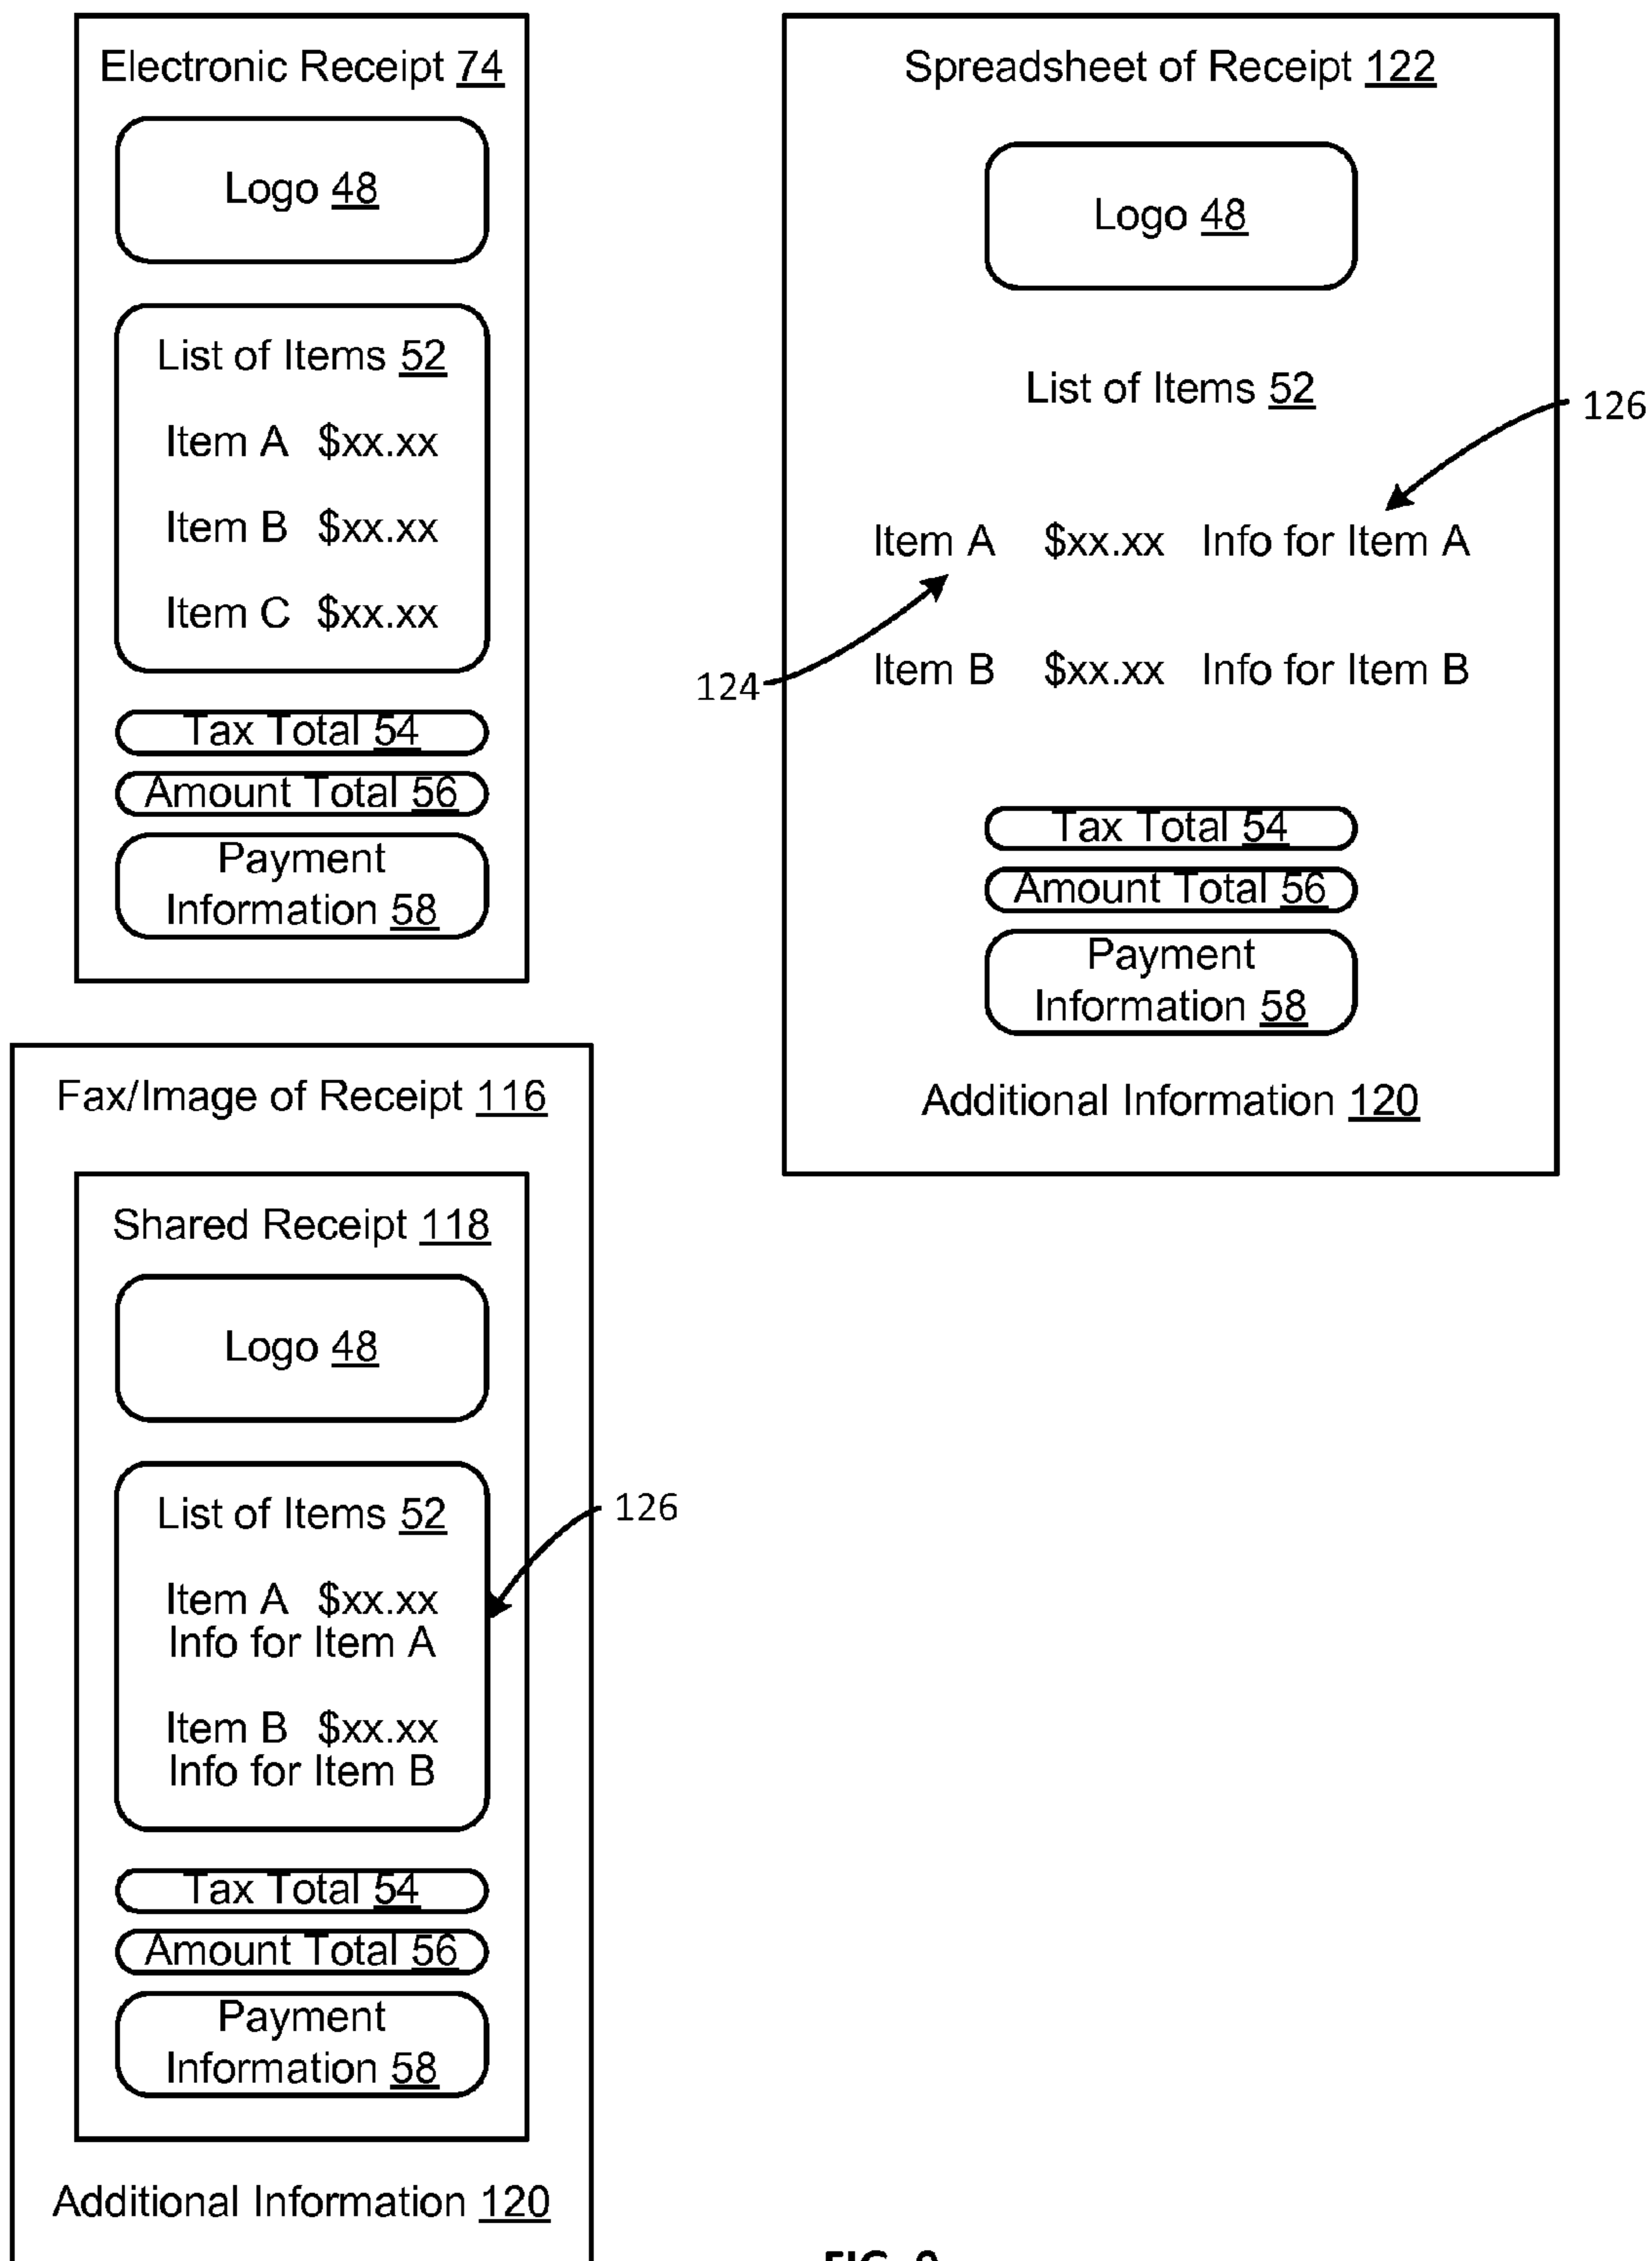 Electronic Receipt 74
Logo 48
List of Items 52
Item A $xx.xx
Item B $xx.xx
Item C $xx.xx
Tax Total 54
Amount Total 56
Payment
Information 58
Spreadsheet of Receipt 122
Logo 48
List of Items 52
126
Item A $xx.xx Info for Item A
124
Item B $xx.xx Info for Item B
Tax Total 54
Amount Total 56
Payment
Information 58
Additional Information 120
Fax/Image of Receipt 116
Shared Receipt 118
Logo 48
List of Items 52
126
Item A $xx.xx
Info for Item A
Item B $xx.xx
Info for Item B
Tax Total 54
Amount Total 56
Payment
Information 58
Additional Information 120
FIG.